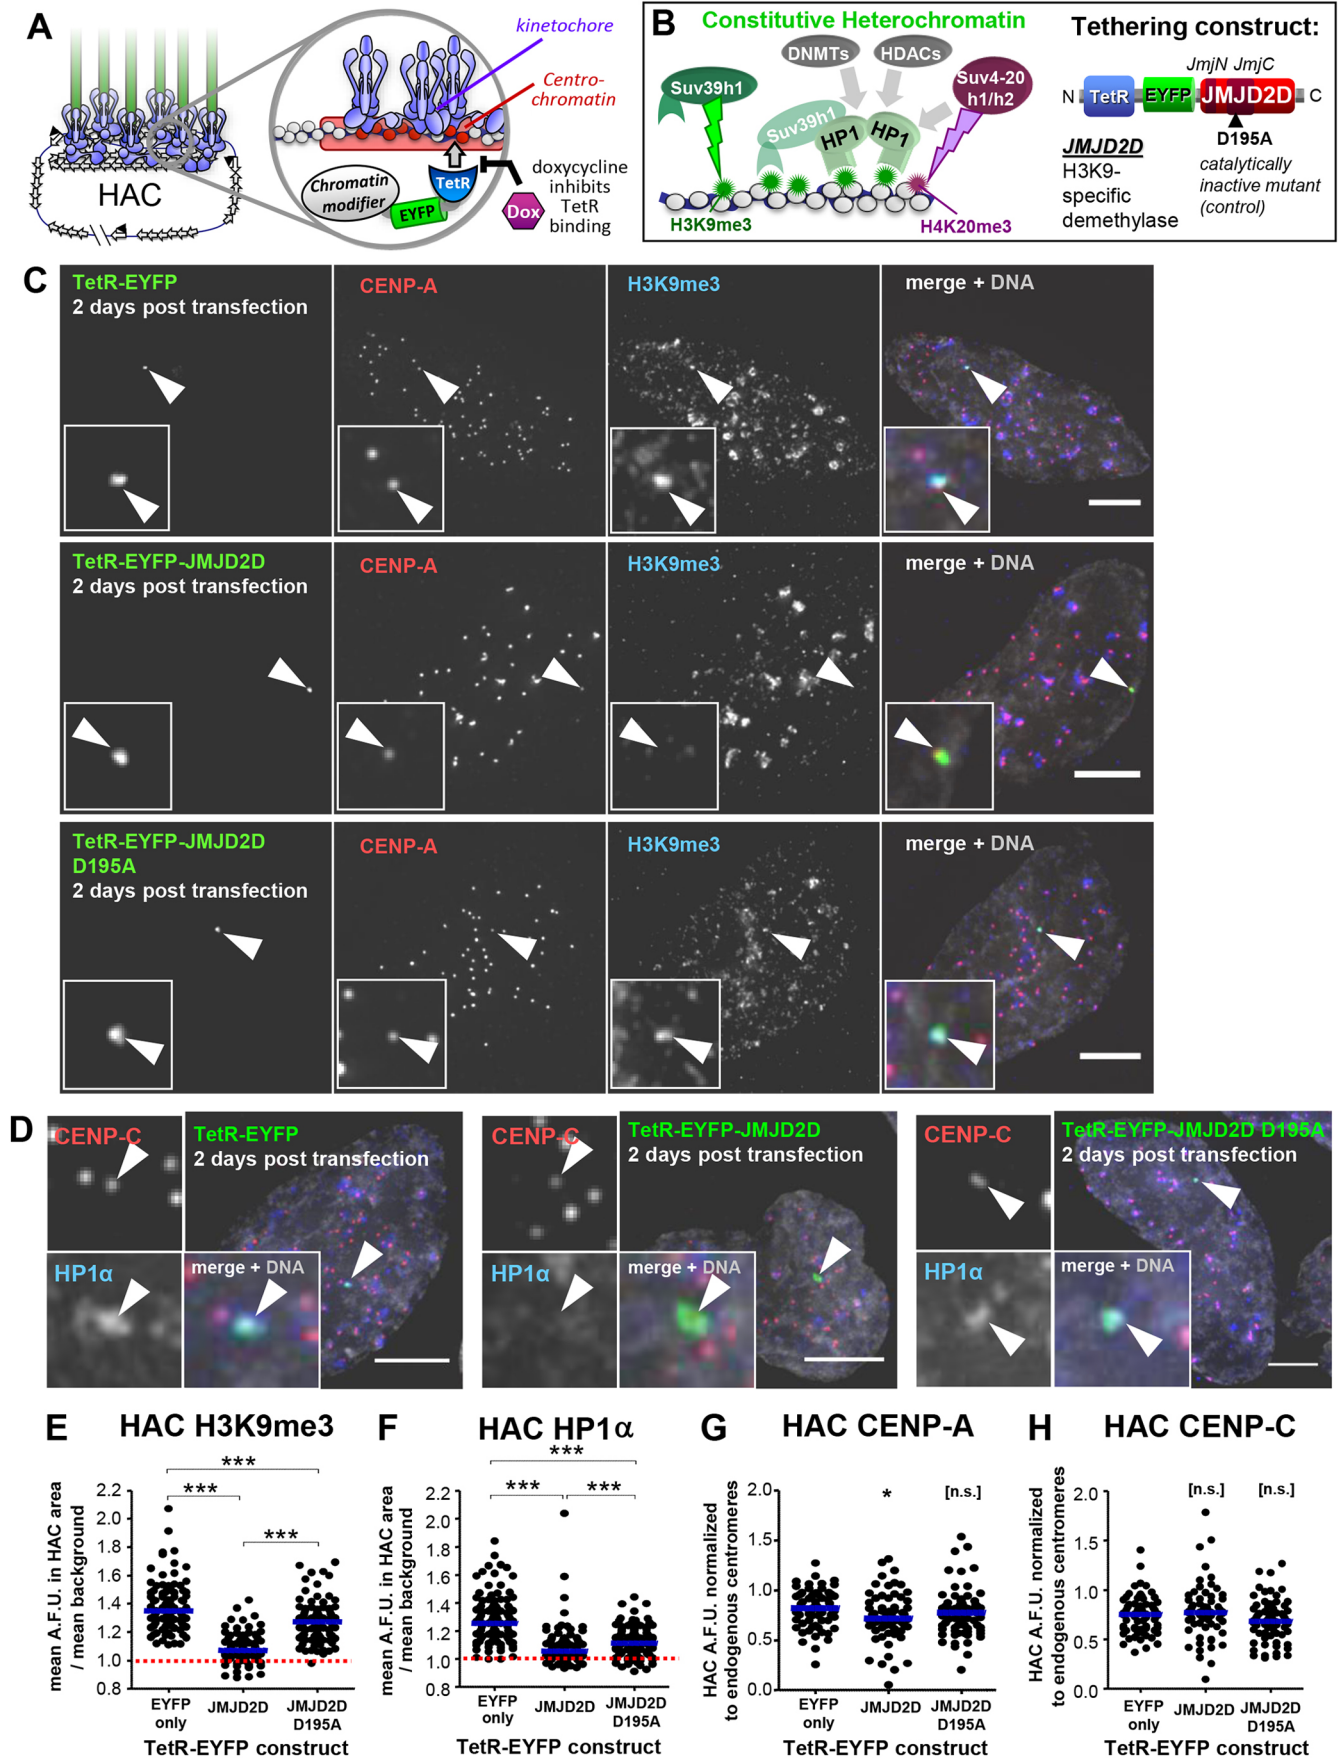 A
kinetochore
Centro-
chromatin
HAC
Chromatin
modifier
EYFP
TetR
Dox
doxycycline
inhibits
TetR
binding
B
Constitutive Heterochromatin
Suv39h1
Suv39h1
DNMTs
HDACs
HP1
HP1
Suv4-20
h1/h2
H3K9me3
H4K20me3
Tethering construct:
JmjN JmjC
N TetR EYFP JMJD2D C
D195A
JMJD2D
H3K9-
specific
demethylase
catalytically
inactive mutant
(control)
C
TetR-EYFP
2 days post transfection
CENP-A
H3K9me3
merge + DNA
TetR-EYFP-JMJD2D
2 days post transfection
CENP-A
H3K9me3
merge + DNA
TetR-EYFP-JMJD2D
D195A
2 days post transfection
CENP-A
H3K9me3
merge + DNA
D
CENP-C
TetR-EYFP
2 days post transfection
HP1α
merge + DNA
CENP-C
TetR-EYFP-JMJD2D
2 days post transfection
HP1α
merge + DNA
CENP-C
TetR-EYFP-JMJD2D D195A
2 days post transfection
HP1α
merge + DNA
E
HAC H3K9me3
***
***
***
mean A.F.U. in HAC area
/ mean background
2.2
2.0
1.8
1.6
1.4
1.2
1.0
0.8
EYFP
only
JMJD2D
JMJD2D
D195A
TetR-EYFP construct
F
HAC HP1α
***
***
***
mean A.F.U. in HAC area
/ mean background
2.2
2.0
1.8
1.6
1.4
1.2
1.0
0.8
EYFP
only
JMJD2D
JMJD2D
D195A
TetR-EYFP construct
G
HAC CENP-A
*
[n.s.]
HAC A.F.U. normalized
to endogenous centromeres
2.0
1.5
1.0
0.5
0.0
EYFP
only
JMJD2D
JMJD2D
D195A
TetR-EYFP construct
H
HAC CENP-C
[n.s.]
[n.s.]
HAC A.F.U. normalized
to endogenous centromeres
2.0
1.5
1.0
0.5
0.0
EYFP
only
JMJD2D
JMJD2D
D195A
TetR-EYFP construct